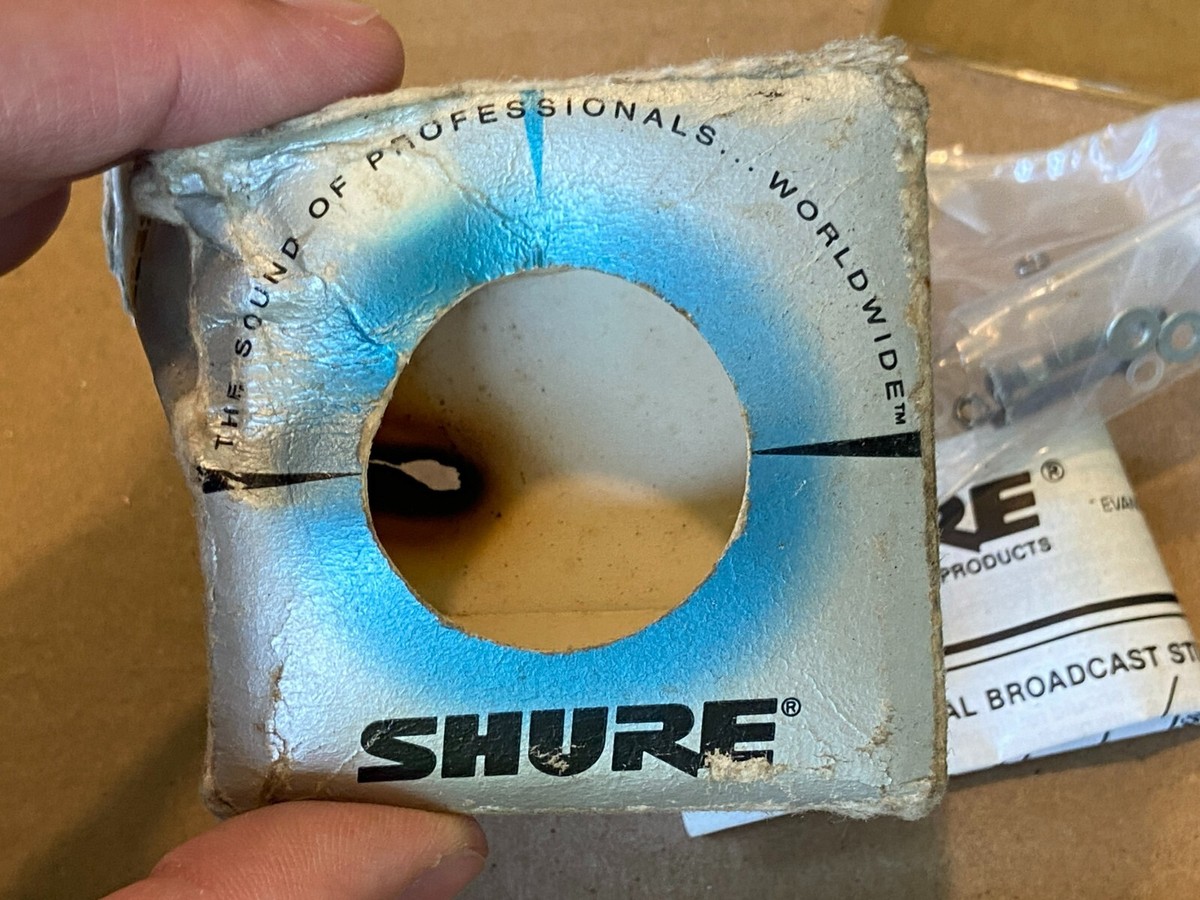 THE SOUND OF PROFESSIONALS... WORLDWIDE™
SHURE®
RE®
"EVAN
PRODUCTS
AL BROADCAST ST